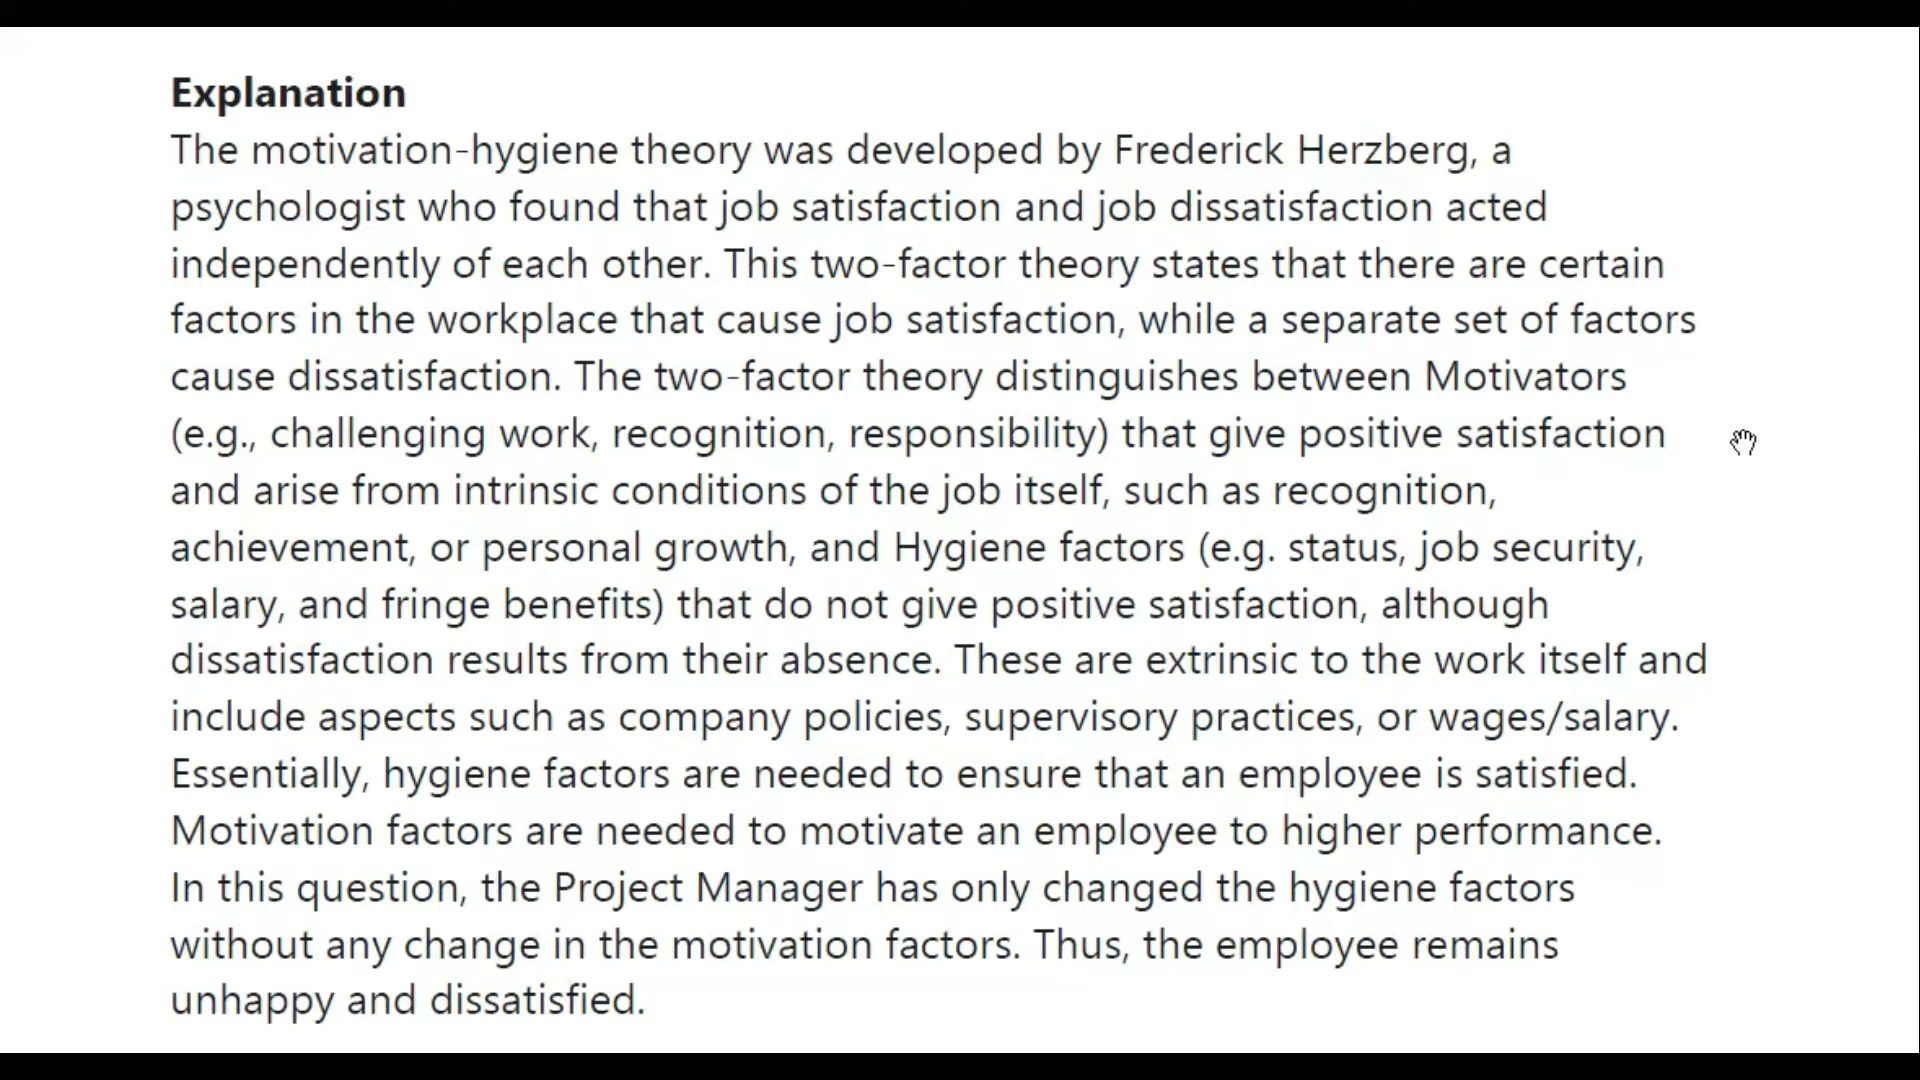 Explanation
The motivation-hygiene theory was developed by Frederick Herzberg, a
psychologist who found that job satisfaction and job dissatisfaction acted
independently of each other. This two-factor theory states that there are certain
factors in the workplace that cause job satisfaction, while a separate set of factors
cause dissatisfaction. The two-factor theory distinguishes between Motivators
(e.g., challenging work, recognition, responsibility) that give positive satisfaction
and arise from intrinsic conditions of the job itself, such as recognition,
achievement, or personal growth, and Hygiene factors (e.g. status, job security,
salary, and fringe benefits) that do not give positive satisfaction, although
dissatisfaction results from their absence. These are extrinsic to the work itself and
include aspects such as company policies, supervisory practices, or wages/salary.
Essentially, hygiene factors are needed to ensure that an employee is satisfied.
Motivation factors are needed to motivate an employee to higher performance.
In this question, the Project Manager has only changed the hygiene factors
without any change in the motivation factors. Thus, the employee remains
unhappy and dissatisfied.